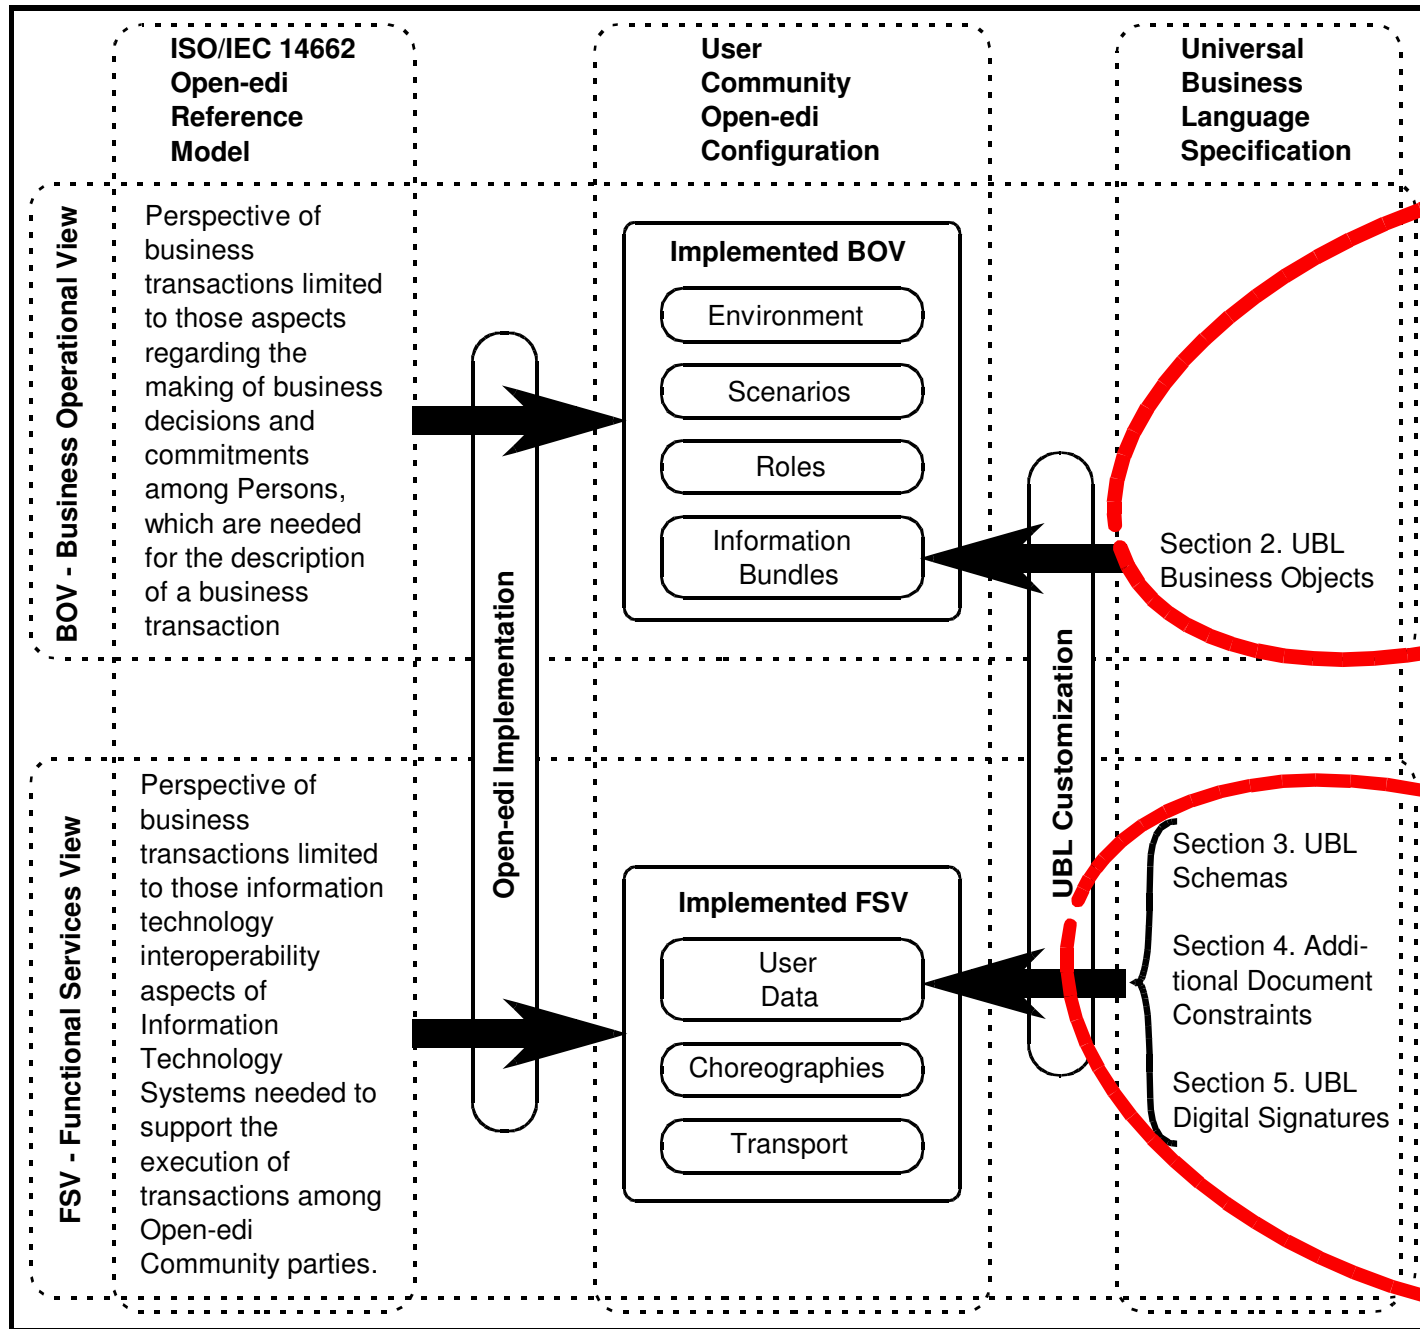 ISO/IEC 14662
Open-edi
Reference
Model
User
Community
Open-edi
Configuration
Universal
Business
Language
Specification
BOV - Business Operational View
Perspective of
business
transactions limited
to those aspects
regarding the
making of business
decisions and
commitments
among Persons,
which are needed
for the description
of a business
transaction
Open-edi Implementation
Implemented BOV
Environment
Scenarios
Roles
Information
Bundles
UBL Customization
Section 2. UBL
Business Objects
FSV - Functional Services View
Perspective of
business
transactions limited
to those information
technology
interoperability
aspects of
Information
Technology
Systems needed to
support the
execution of
transactions among
Open-edi
Community parties.
Implemented FSV
User
Data
Choreographies
Transport
Section 3. UBL
Schemas
Section 4. Addi-
tional Document
Constraints
Section 5. UBL
Digital Signatures